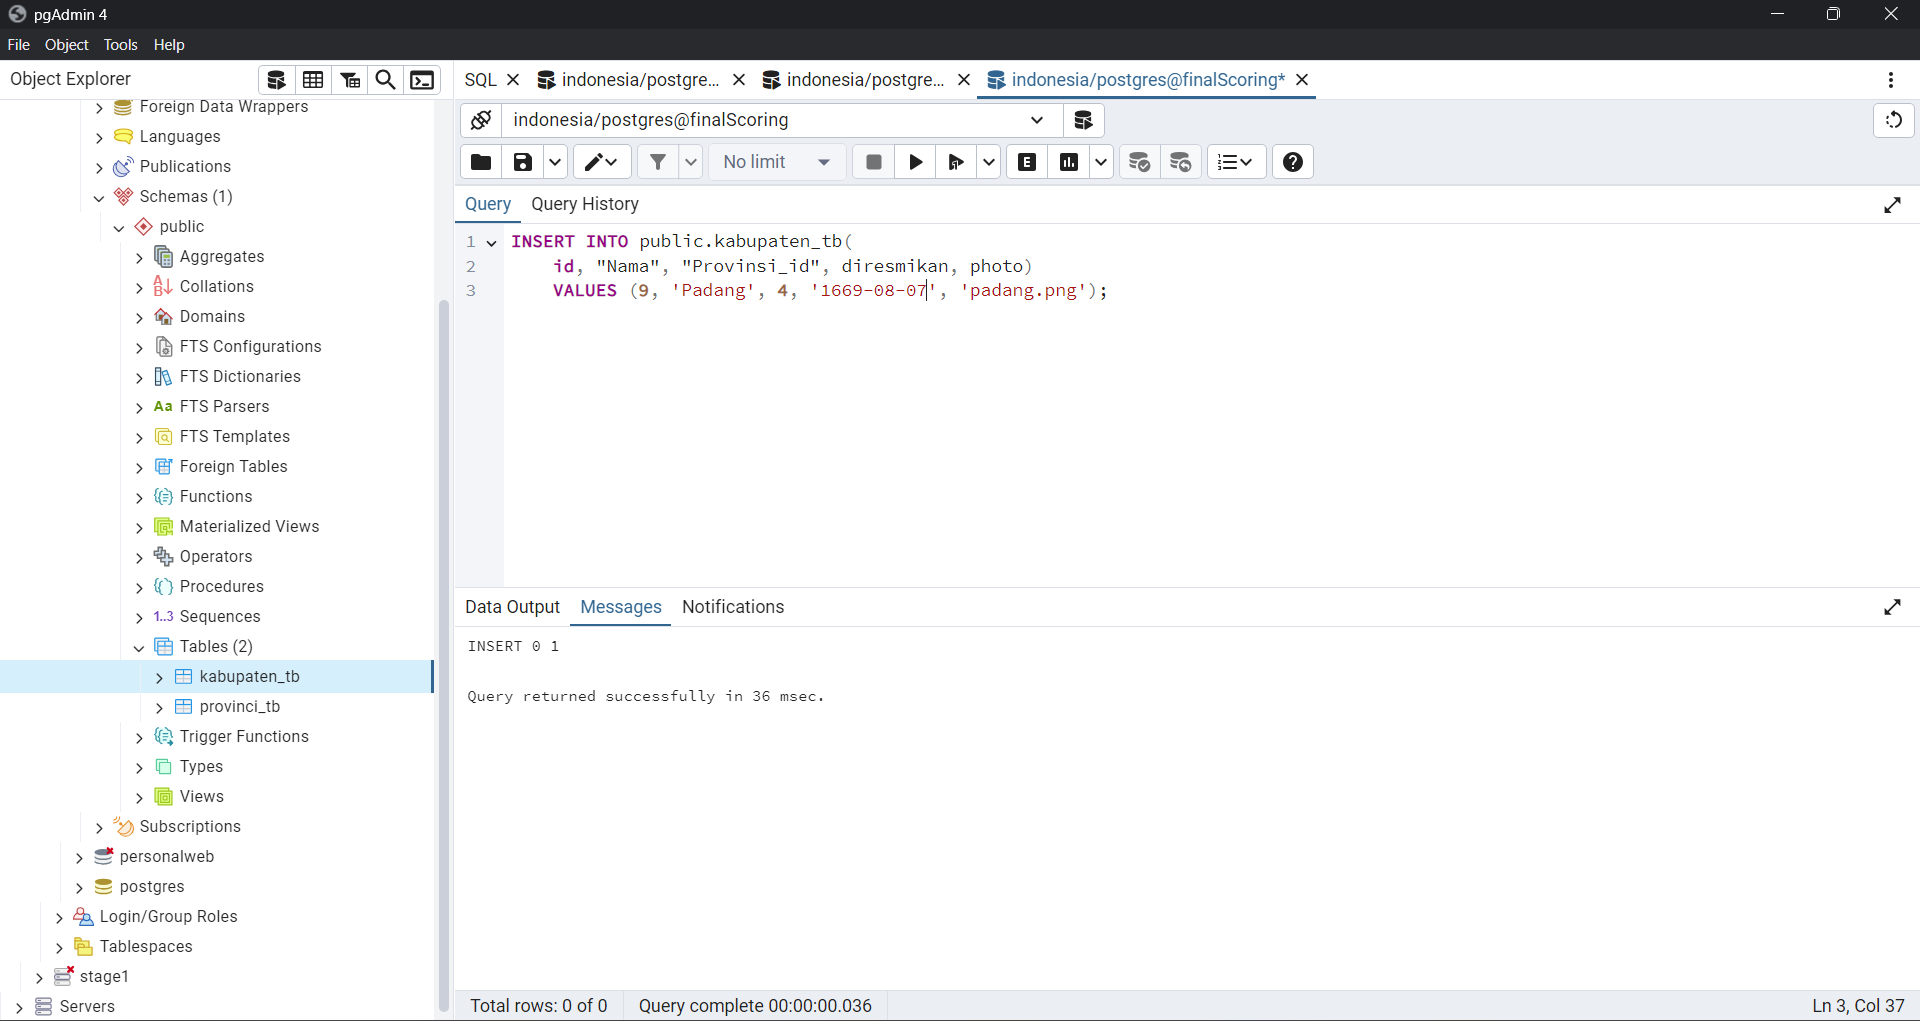 pgAdmin 4
File Object Tools Help
Object Explorer
SQL indonesia/postgre... indonesia/postgre... indonesia/postgres@finalScoring*
Foreign Data Wrappers
Languages
Publications
Schemas (1)
public
Aggregates
Collations
Domains
FTS Configurations
FTS Dictionaries
Aa FTS Parsers
FTS Templates
Foreign Tables
Functions
Materialized Views
Operators
Procedures
1..3 Sequences
Tables (2)
kabupaten_tb
provinci_tb
Trigger Functions
Types
Views
Subscriptions
personalweb
postgres
Login/Group Roles
Tablespaces
stage1
Servers
indonesia/postgres@finalScoring
No limit E
Query Query History
1 INSERT INTO public.kabupaten_tb(
2 id, "Nama", "Provinsi_id", diresmikan, photo)
3 VALUES (9, 'Padang', 4, '1669-08-07', 'padang.png');
Data Output Messages Notifications
INSERT 0 1
Query returned successfully in 36 msec.
Total rows: 0 of 0 Query complete 00:00:00.036 Ln 3, Col 37